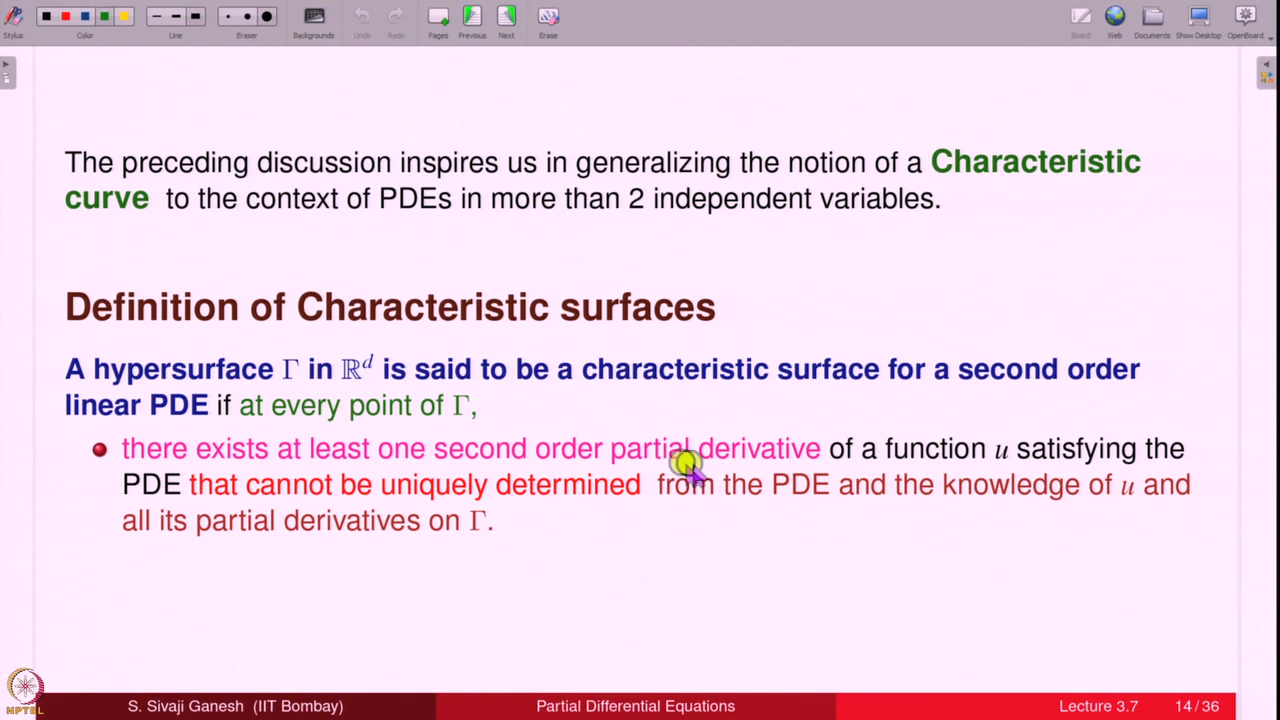 Stylus Color Line Eraser Backgrounds Undo Redo Pages Previous Next Erase Board Web Documents Show Desktop OpenBoard
The preceding discussion inspires us in generalizing the notion of a Characteristic
curve to the context of PDEs in more than 2 independent variables.
Definition of Characteristic surfaces
A hypersurface Γ in ℝᵈ is said to be a characteristic surface for a second order
linear PDE if at every point of Γ,
there exists at least one second order partial derivative of a function u satisfying the
PDE that cannot be uniquely determined from the PDE and the knowledge of u and
all its partial derivatives on Γ.
NPTEL
S. Sivaji Ganesh (IIT Bombay) Partial Differential Equations Lecture 3.7 14/36